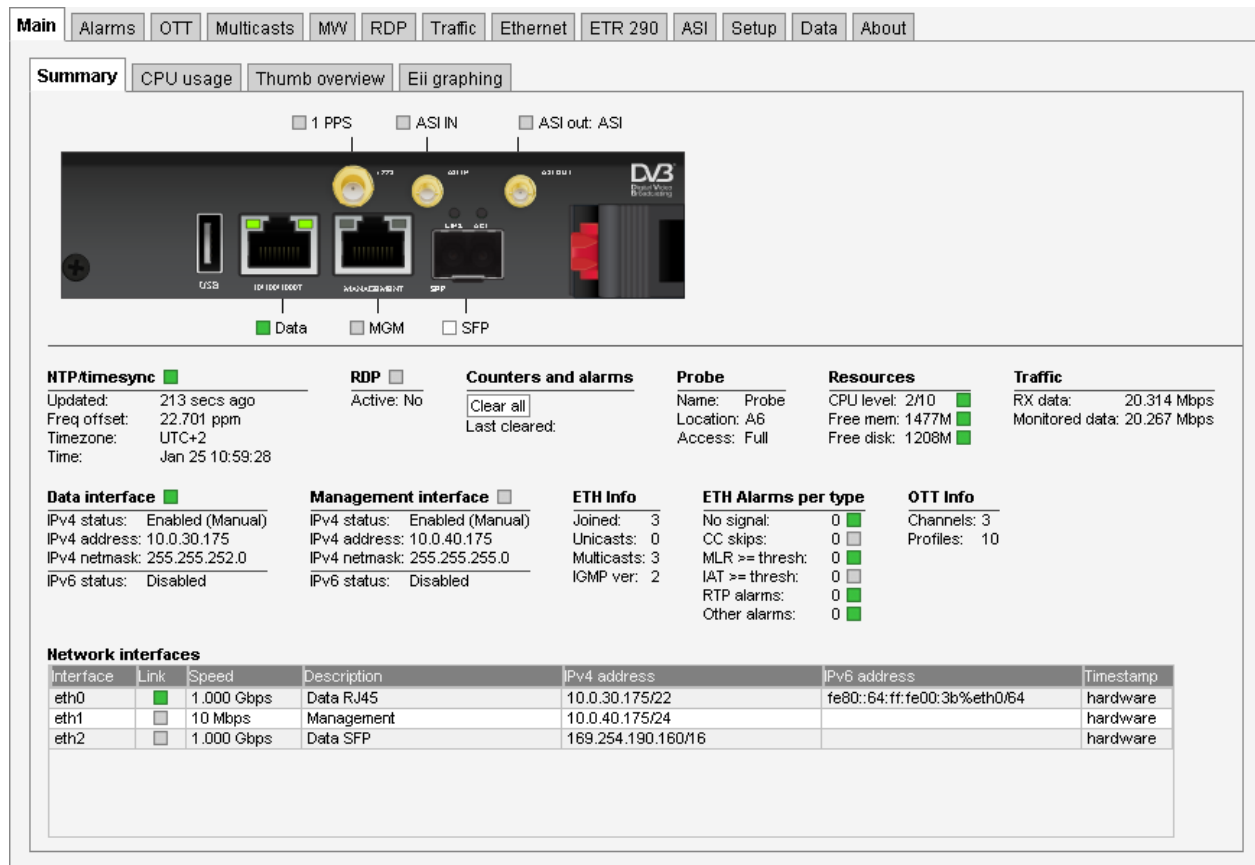 Main Alarms OTT Multicasts MW RDP Traffic Ethernet ETR 290 ASI Setup Data About
Summary CPU usage Thumb overview Eii graphing
1 PPS ASI IN ASI out: ASI
DVB
Digital Video
Broadcasting
USB 10/100/1000T MANAGEMENT SFP
Data MGM SFP
NTP/timesync
Updated: 213 secs ago
Freq offset: 22.701 ppm
Timezone: UTC+2
Time: Jan 25 10:59:28
RDP
Active: No
Counters and alarms
Clear all
Last cleared:
Probe
Name: Probe
Location: A6
Access: Full
Resources
CPU level: 2/10
Free mem: 1477M
Free disk: 1208M
Traffic
RX data: 20.314 Mbps
Monitored data: 20.267 Mbps
Data interface
IPv4 status: Enabled (Manual)
IPv4 address: 10.0.30.175
IPv4 netmask: 255.255.252.0
IPv6 status: Disabled
Management interface
IPv4 status: Enabled (Manual)
IPv4 address: 10.0.40.175
IPv4 netmask: 255.255.255.0
IPv6 status: Disabled
ETH Info
Joined: 3
Unicasts: 0
Multicasts: 3
IGMP ver: 2
ETH Alarms per type
No signal: 0
CC skips: 0
MLR >= thresh: 0
IAT >= thresh: 0
RTP alarms: 0
Other alarms: 0
OTT Info
Channels: 3
Profiles: 10
Network interfaces
Interface Link Speed Description IPv4 address IPv6 address Timestamp
eth0 1.000 Gbps Data RJ45 10.0.30.175/22 fe80::64:ff:fe00:3b%eth0/64 hardware
eth1 10 Mbps Management 10.0.40.175/24 hardware
eth2 1.000 Gbps Data SFP 169.254.190.160/16 hardware